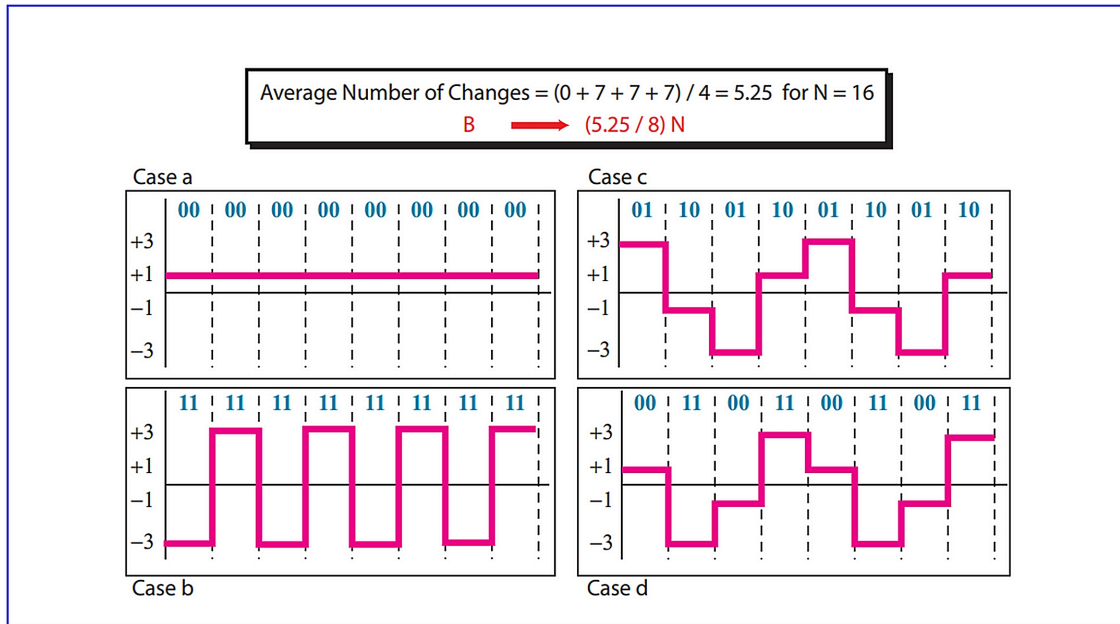 Average Number of Changes = (0 + 7 + 7 + 7) / 4 = 5.25 for N = 16
B (5.25 / 8) N
Case a
00 00 00 00 00 00 00 00
+3
+1
−1
−3
Case c
01 10 01 10 01 10 01 10
+3
+1
−1
−3
11 11 11 11 11 11 11 11
+3
+1
−1
−3
Case b
00 11 00 11 00 11 00 11
+3
+1
−1
−3
Case d